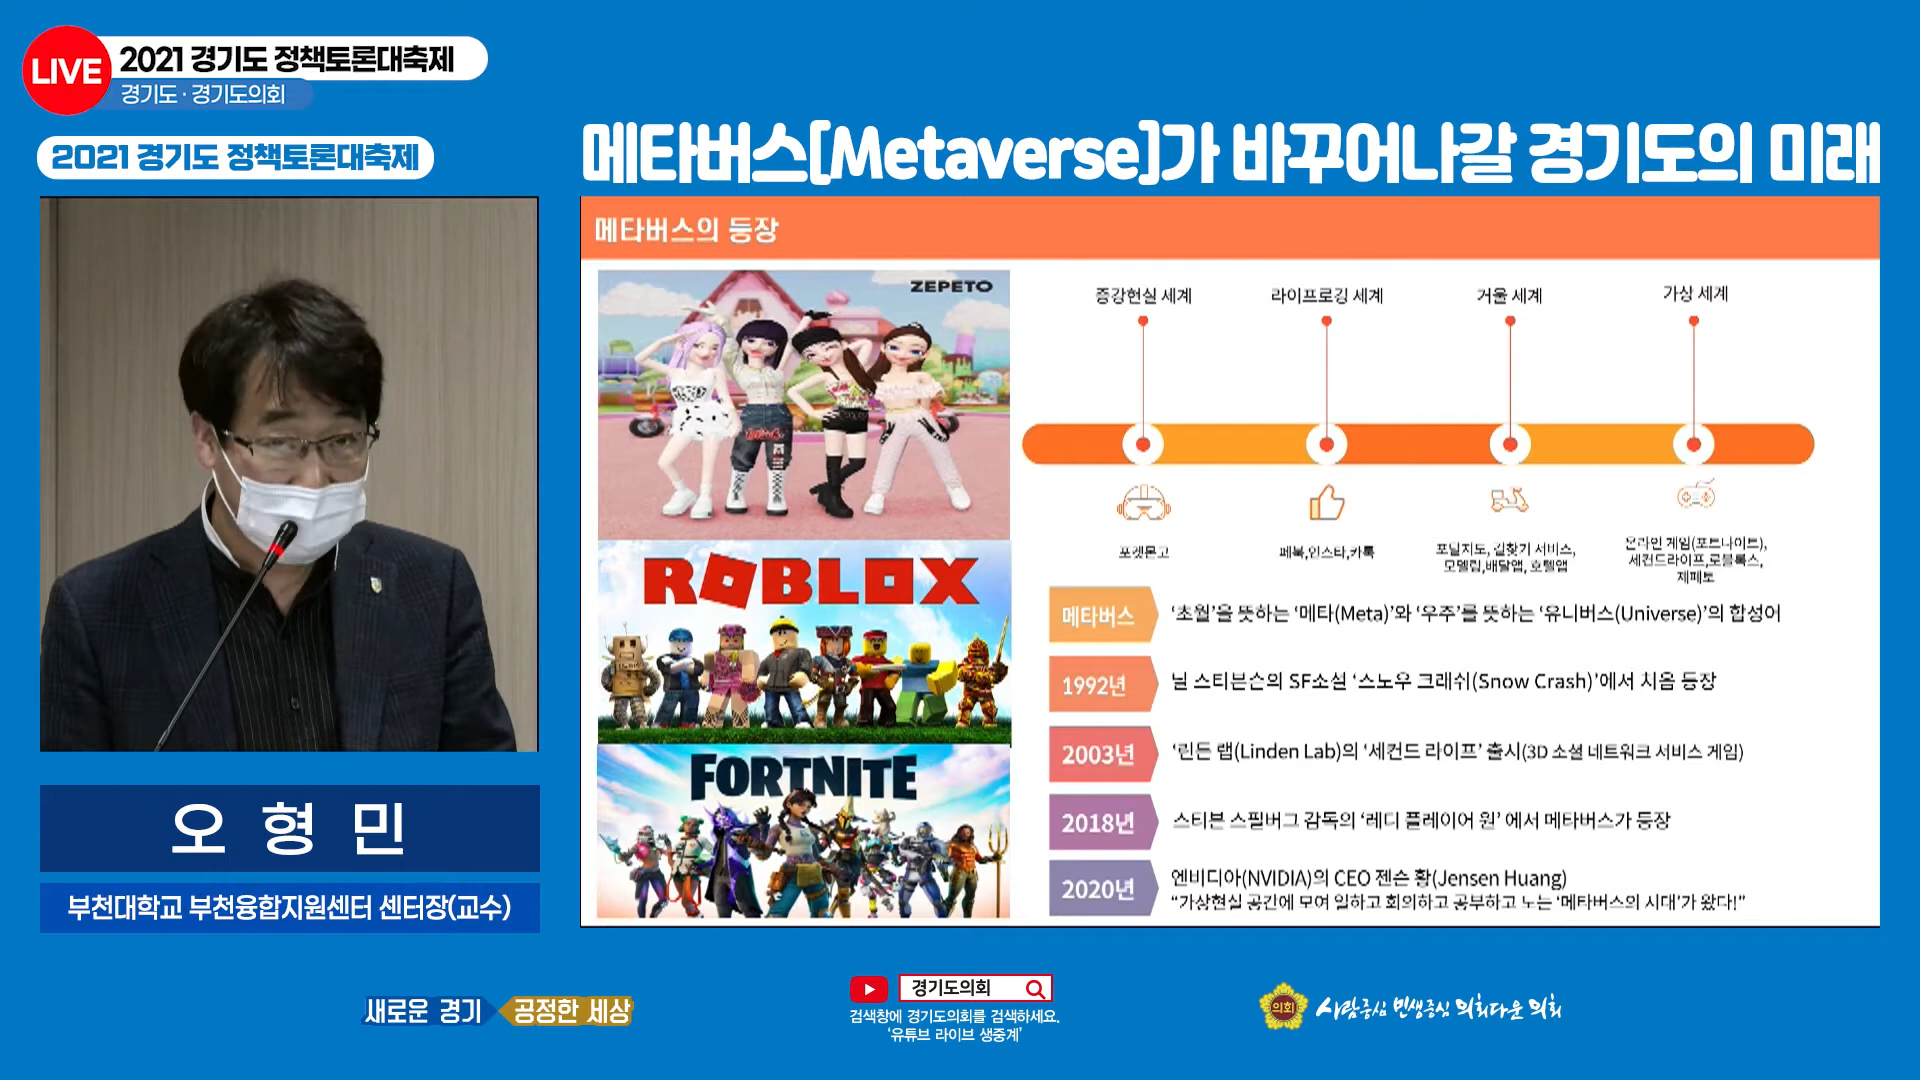 LIVE
2021 경기도 정책토론대축제
경기도 · 경기도의회
2021 경기도 정책토론대축제
메타버스[Metaverse]가 바꾸어나갈 경기도의 미래
메타버스의 등장
ZEPETO
ROBLOX
FORTNITE
증강현실 세계
라이프로깅 세계
거울 세계
가상 세계
포켓몬고
페북,인스타,카톡
포털지도, 길찾기 서비스,
모델링,배달앱, 호텔앱
온라인 게임(포트나이트),
세컨드라이프,로블록스,
제페토
메타버스
‘초월’을 뜻하는 ‘메타(Meta)’와 ‘우주’를 뜻하는 ‘유니버스(Universe)’의 합성어
1992년
닐 스티븐슨의 SF소설 ‘스노우 크래쉬(Snow Crash)’에서 처음 등장
2003년
‘린든 랩(Linden Lab)의 ‘세컨드 라이프’ 출시(3D 소셜 네트워크 서비스 게임)
2018년
스티븐 스필버그 감독의 ‘레디 플레이어 원’ 에서 메타버스가 등장
2020년
엔비디아(NVIDIA)의 CEO 젠슨 황(Jensen Huang)
“가상현실 공간에 모여 일하고 회의하고 공부하고 노는 ‘메타버스의 시대’가 왔다!”
오형민
부천대학교 부천융합지원센터 센터장(교수)
새로운 경기 공정한 세상
경기도의회
검색창에 경기도의회를 검색하세요.
‘유튜브 라이브 생중계’
의회
사람중심 민생중심 의회다운 의회